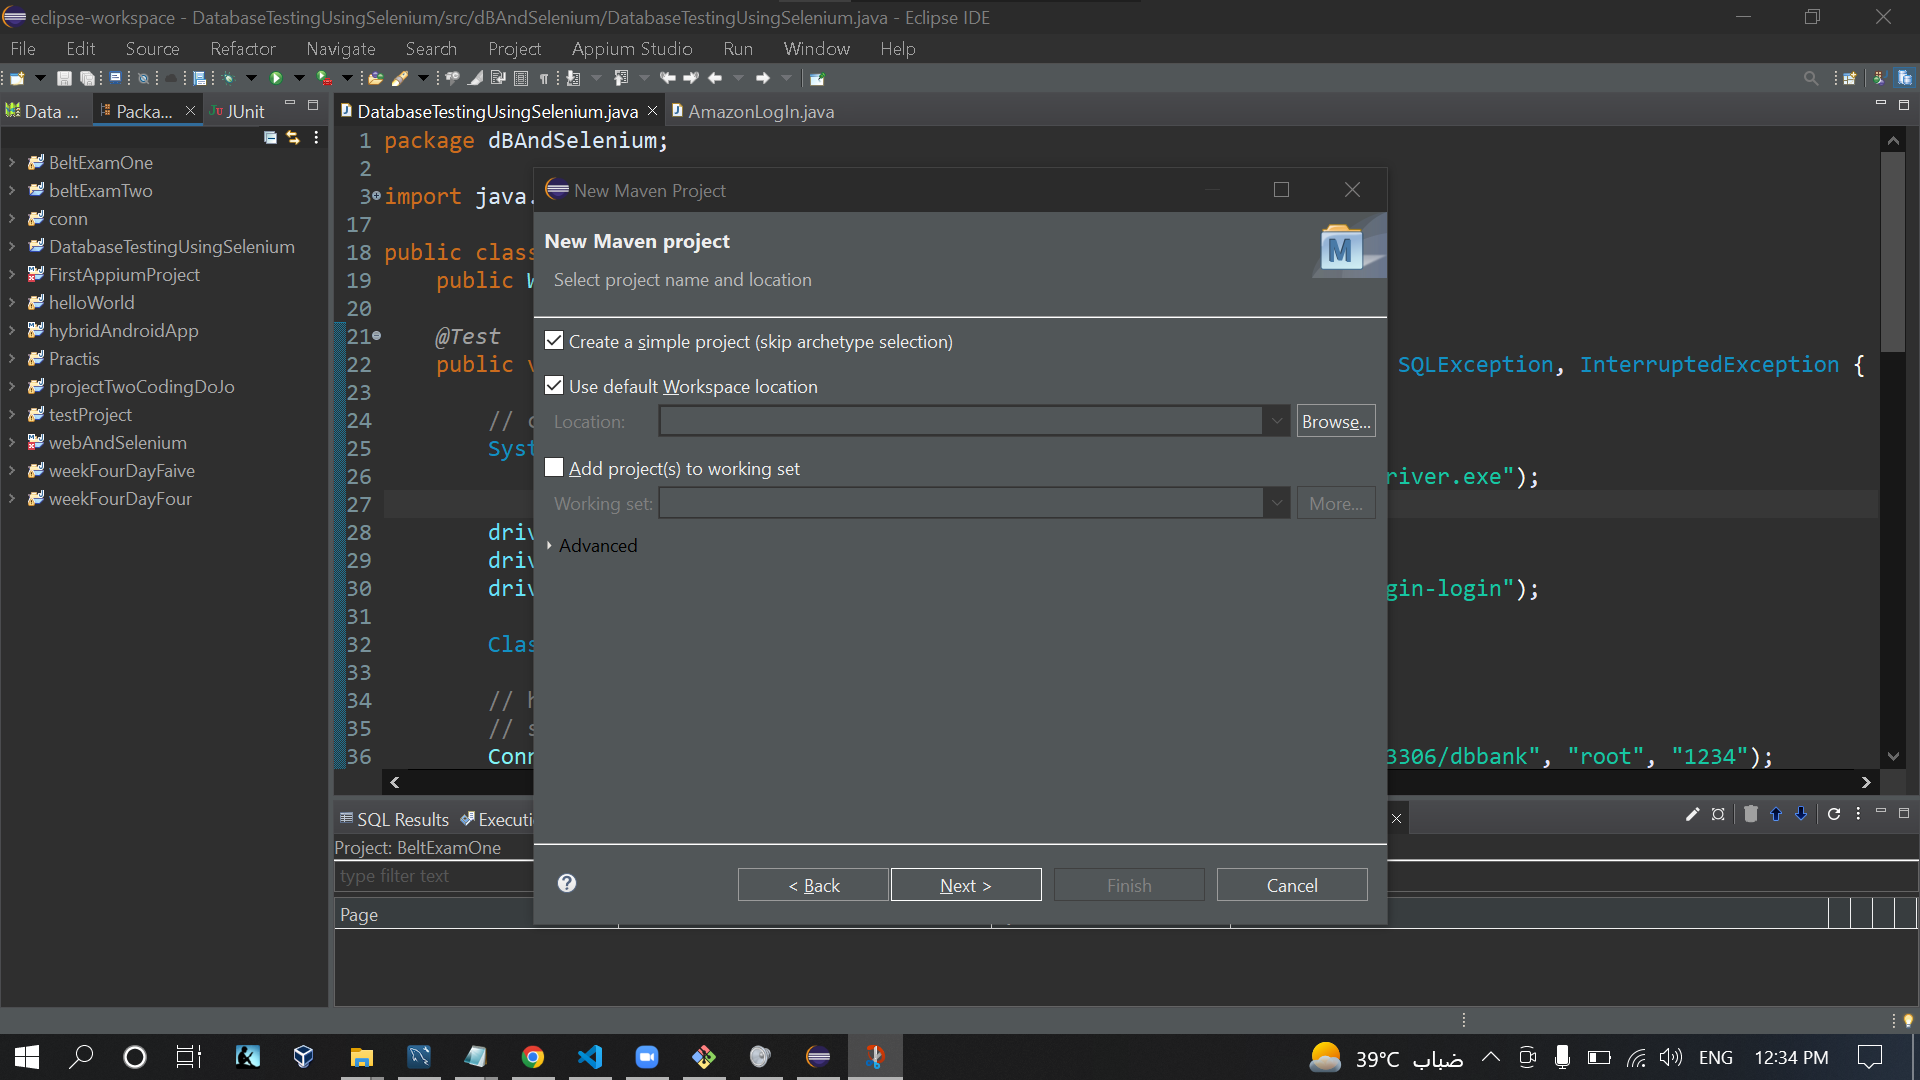 eclipse-workspace - DatabaseTestingUsingSelenium/src/dBAndSelenium/DatabaseTestingUsingSelenium.java - Eclipse IDE
File Edit Source Refactor Navigate Search Project Appium Studio Run Window Help
Data ... Packa... JUnit
DatabaseTestingUsingSelenium.java AmazonLogIn.java
BeltExamOne
beltExamTwo
conn
DatabaseTestingUsingSelenium
FirstAppiumProject
helloWorld
hybridAndroidApp
Practis
projectTwoCodingDoJo
testProject
webAndSelenium
weekFourDayFaive
weekFourDayFour
1 package dBAndSelenium;
2
3 import java.
17
18 public class
19 public
20
21 @Test
22 public SQLException, InterruptedException {
23
24 //
25 Syst
26 river.exe");
27
28 driv
29 driv
30 driv gin-login");
31
32 Clas
33
34 // h
35 // s
36 Conn 3306/dbbank", "root", "1234");
New Maven Project
New Maven project
Select project name and location
M
Create a simple project (skip archetype selection)
Use default Workspace location
Location: Browse...
Add project(s) to working set
Working set: More...
Advanced
< Back Next > Finish Cancel
SQL Results Executi
Project: BeltExamOne
type filter text
Page
39°C ضباب ENG 12:34 PM